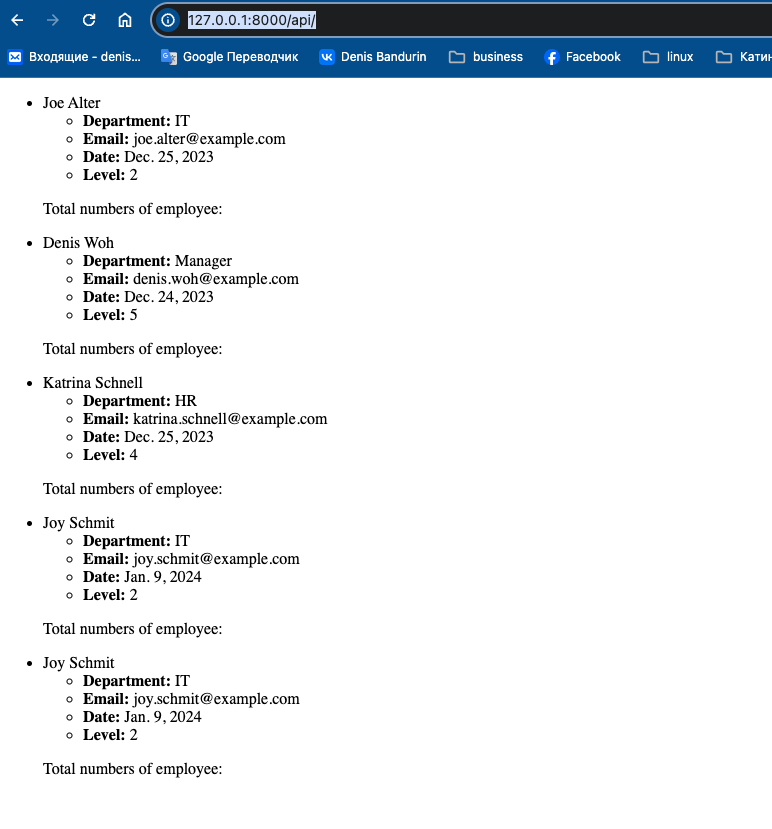 127.0.0.1:8000/api/
Входящие - denis...
Google Переводчик
Denis Bandurin
business
Facebook
linux
Катин
Joe Alter
Department: IT
Email: joe.alter@example.com
Date: Dec. 25, 2023
Level: 2
Total numbers of employee:
Denis Woh
Department: Manager
Email: denis.woh@example.com
Date: Dec. 24, 2023
Level: 5
Total numbers of employee:
Katrina Schnell
Department: HR
Email: katrina.schnell@example.com
Date: Dec. 25, 2023
Level: 4
Total numbers of employee:
Joy Schmit
Department: IT
Email: joy.schmit@example.com
Date: Jan. 9, 2024
Level: 2
Total numbers of employee:
Joy Schmit
Department: IT
Email: joy.schmit@example.com
Date: Jan. 9, 2024
Level: 2
Total numbers of employee: